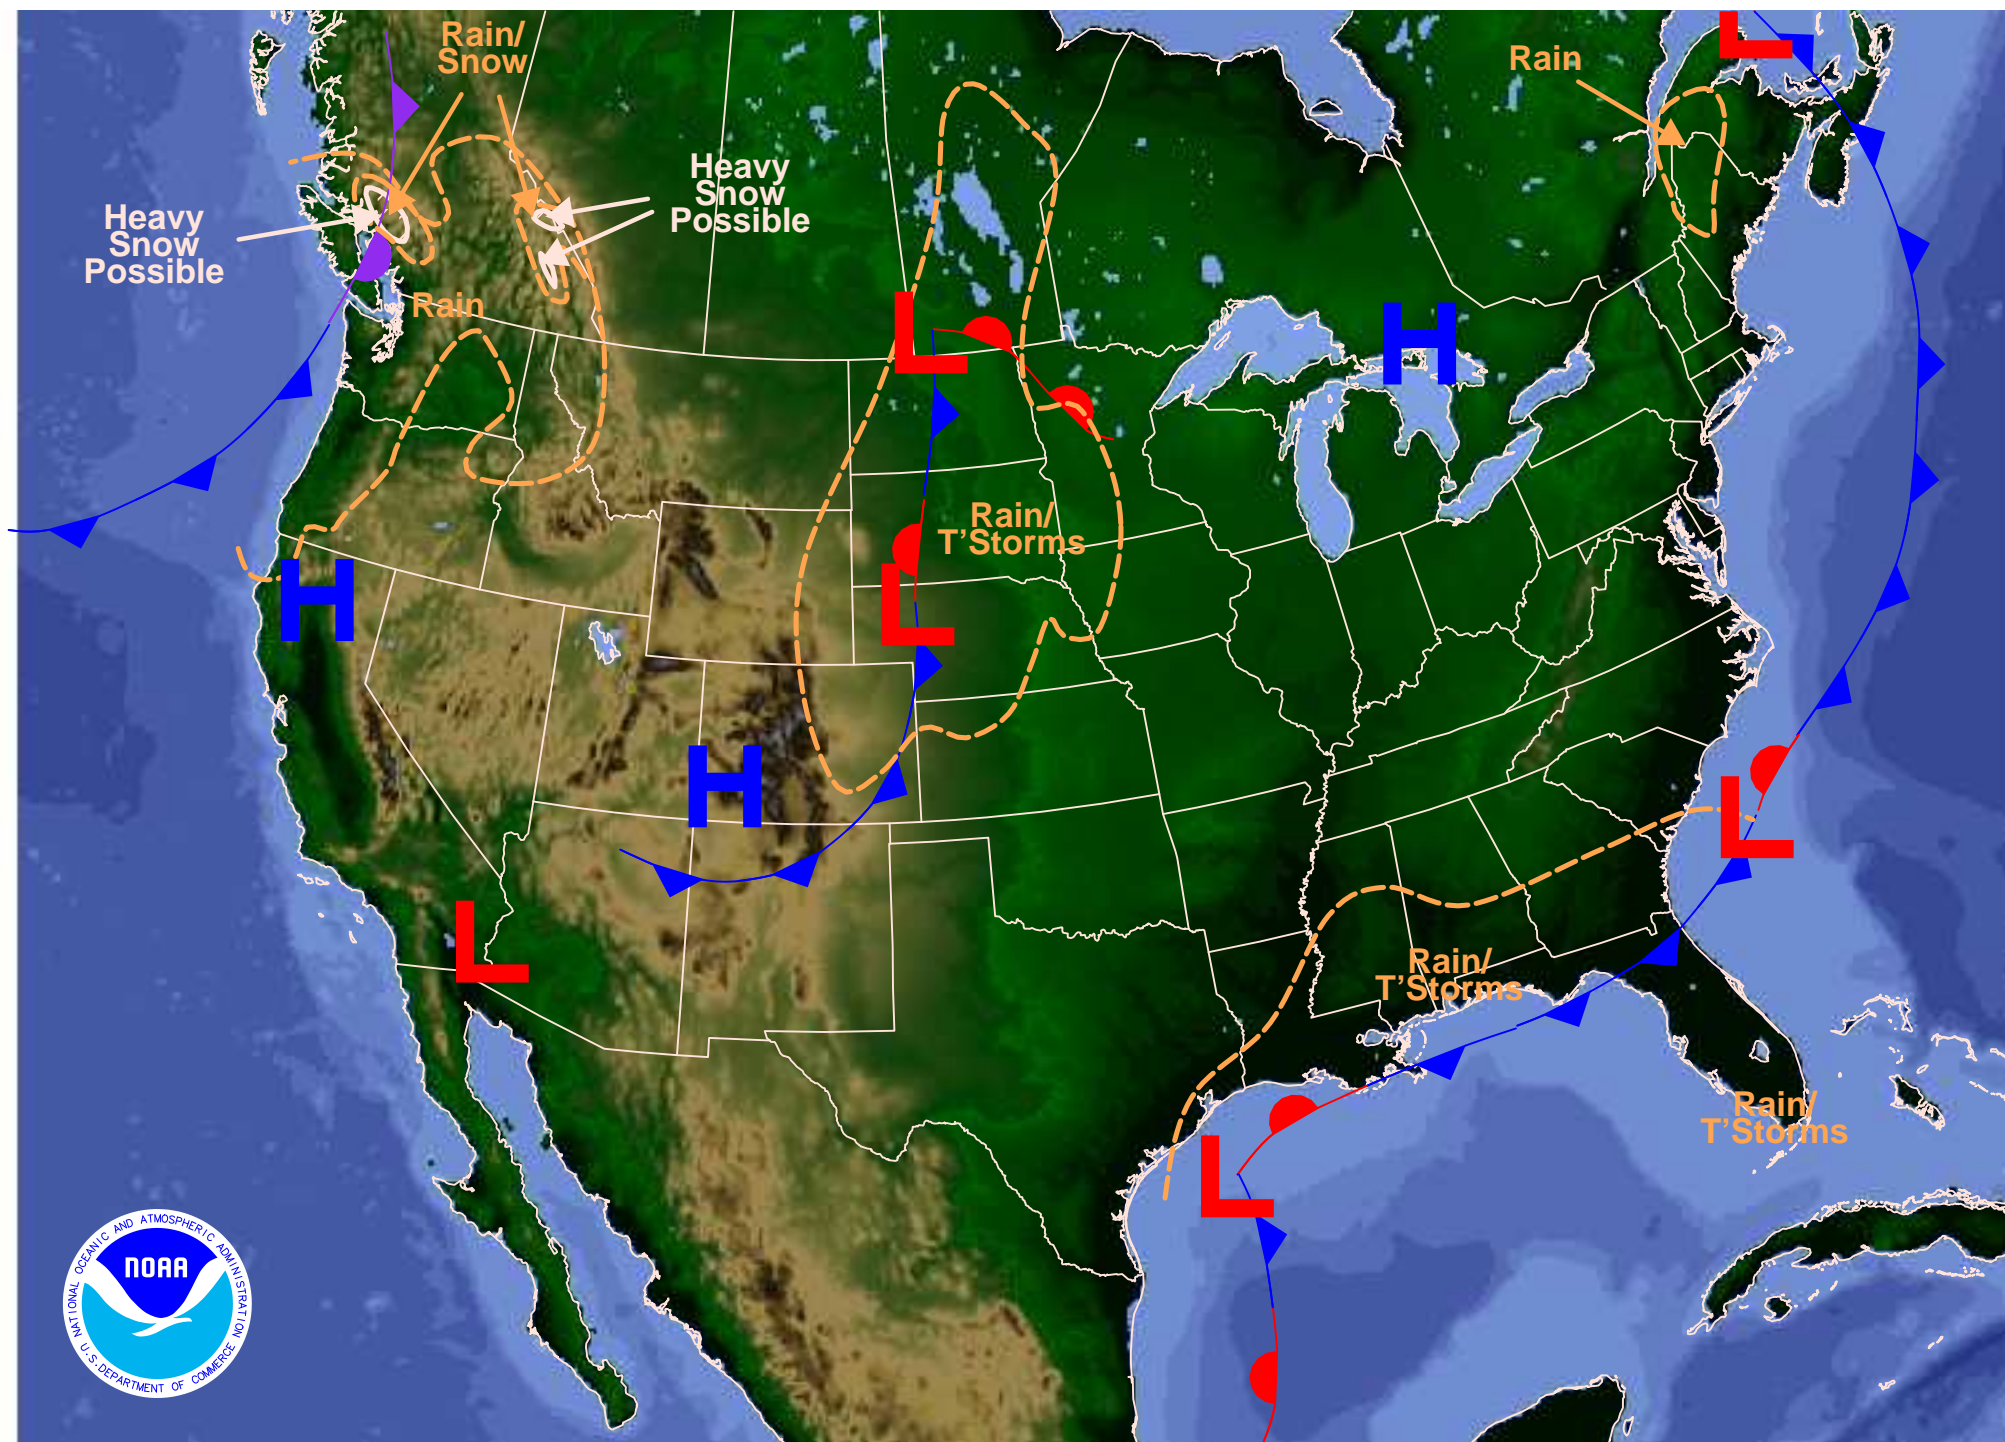 Rain/
Snow
Rain
Heavy
Snow
Possible
Heavy
Snow
Possible
Rain
L
L
H
Rain/
T'Storms
H
L
H
L
L
Rain/
T'Storms
Rain/
T'Storms
L
NATIONAL OCEANIC AND ATMOSPHERIC ADMINISTRATION
NOAA
U.S. DEPARTMENT OF COMMERCE